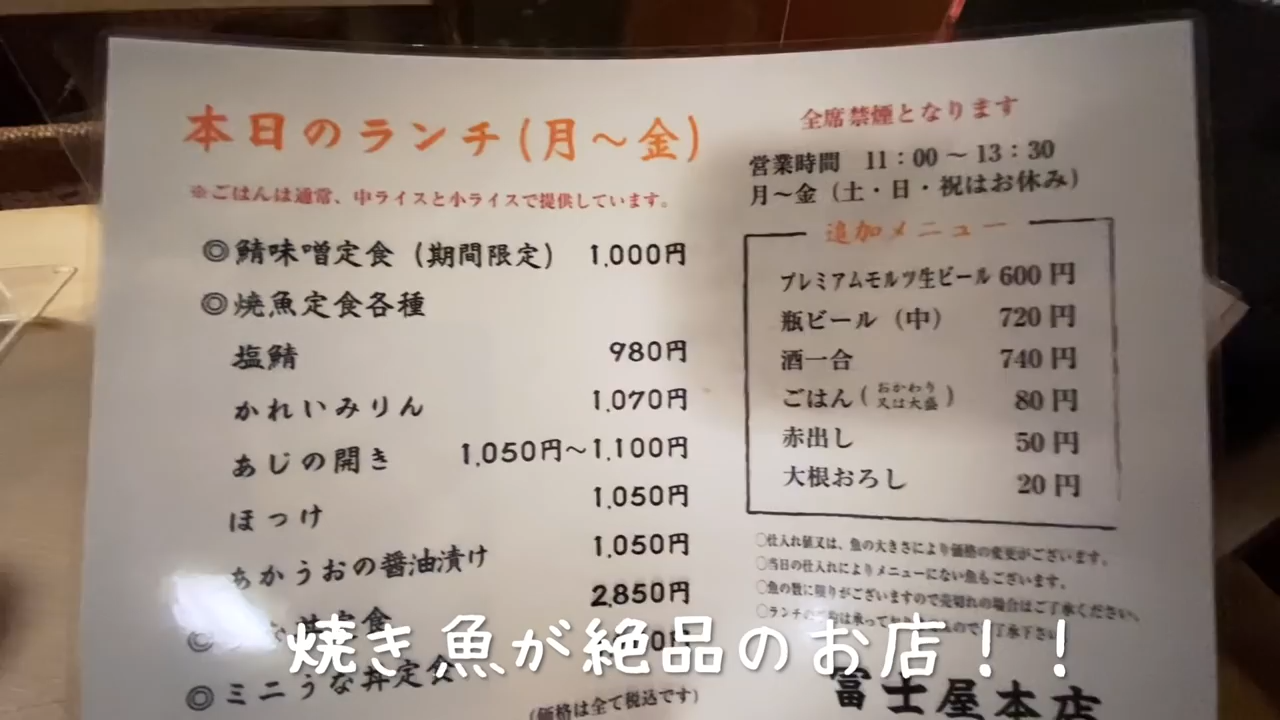 本日のランチ(月～金)
※ごはんは通常、中ライスと小ライスで提供しています。
◎鯖味噌定食（期間限定） 1,000円
◎焼魚定食各種
塩鯖 980円
かれいみりん 1,070円
あじの開き 1,050円～1,100円
ほっけ 1,050円
あかうおの醤油漬け 1,050円
丼定食 2,850円
◎ミニうな丼定食
(価格は全て税込です)
全席禁煙となります
営業時間 11：00～13：30
月～金（土・日・祝はお休み）
追加メニュー
プレミアムモルツ生ビール 600円
瓶ビール（中） 720円
酒一合 740円
ごはん(おかわり又は大盛) 80円
赤出し 50円
大根おろし 20円
○仕入れ値又は、魚の大きさにより価格の変更がございます。
○当日の仕入れによりメニューにない魚もございます。
○魚の数に限りがございますので売切れの場合はご了承ください。
富士屋本店
焼き魚が絶品のお店！！